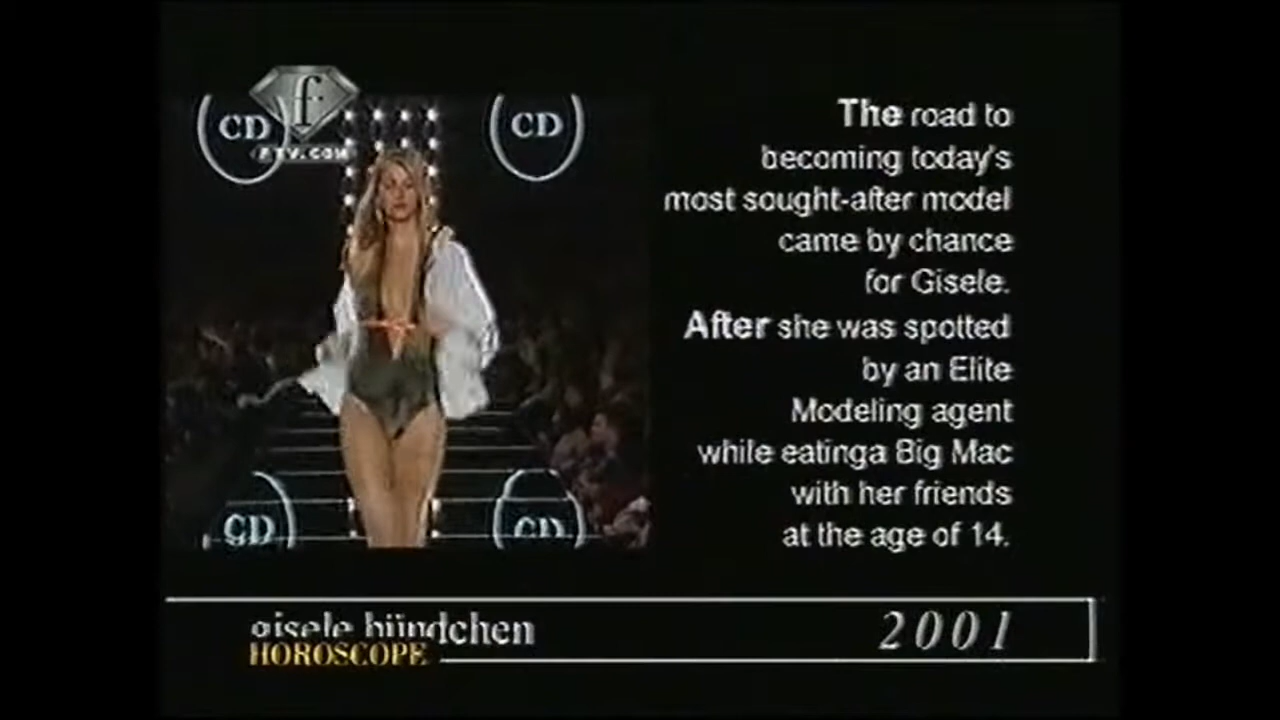 CD
f
FTV.COM
CD
The road to
becoming today's
most sought-after model
came by chance
for Gisele.
After she was spotted
by an Elite
Modeling agent
while eatinga Big Mac
with her friends
at the age of 14.
CD
CD
gisele bündchen
2001
HOROSCOPE